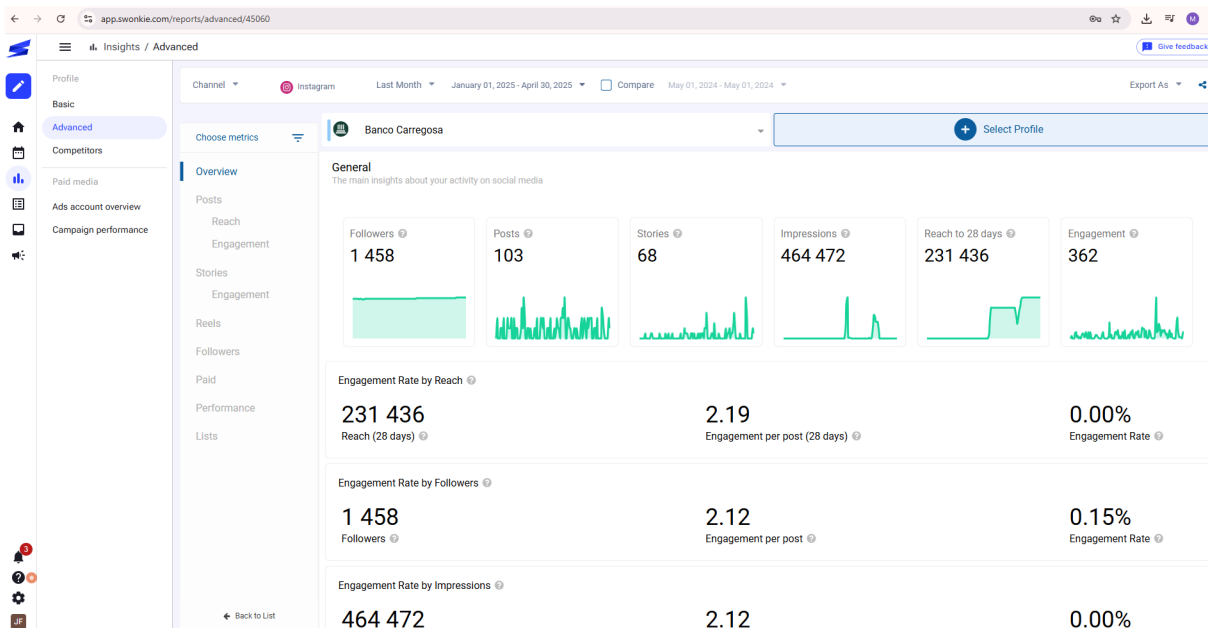 app.swonkie.com/reports/advanced/45060
M
Insights / Advanced
Give feedback
Profile
Basic
Advanced
Competitors
Paid media
Ads account overview
Campaign performance
3
JF
Channel
Instagram
Last Month
January 01, 2025 - April 30, 2025
Compare
May 01, 2024 - May 01, 2024
Export As
Choose metrics
Overview
Posts
Reach
Engagement
Stories
Engagement
Reels
Followers
Paid
Performance
Lists
Back to List
Banco Carregosa
Select Profile
General
The main insights about your activity on social media
Followers
1 458
Posts
103
Stories
68
Impressions
464 472
Reach to 28 days
231 436
Engagement
362
Engagement Rate by Reach
231 436
Reach (28 days)
2.19
Engagement per post (28 days)
0.00%
Engagement Rate
Engagement Rate by Followers
1 458
Followers
2.12
Engagement per post
0.15%
Engagement Rate
Engagement Rate by Impressions
464 472
2.12
0.00%